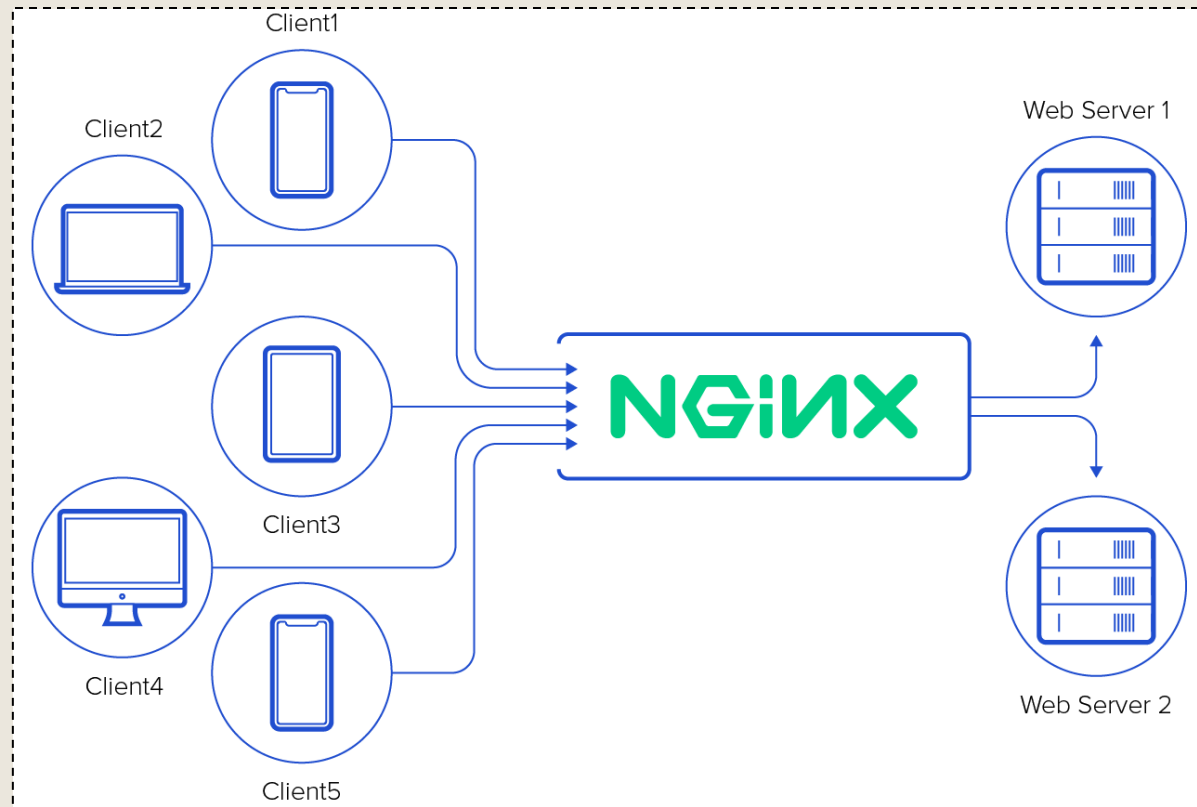 Client1
Client2
Web Server 1
NGINX
Client3
Client4
Web Server 2
Client5